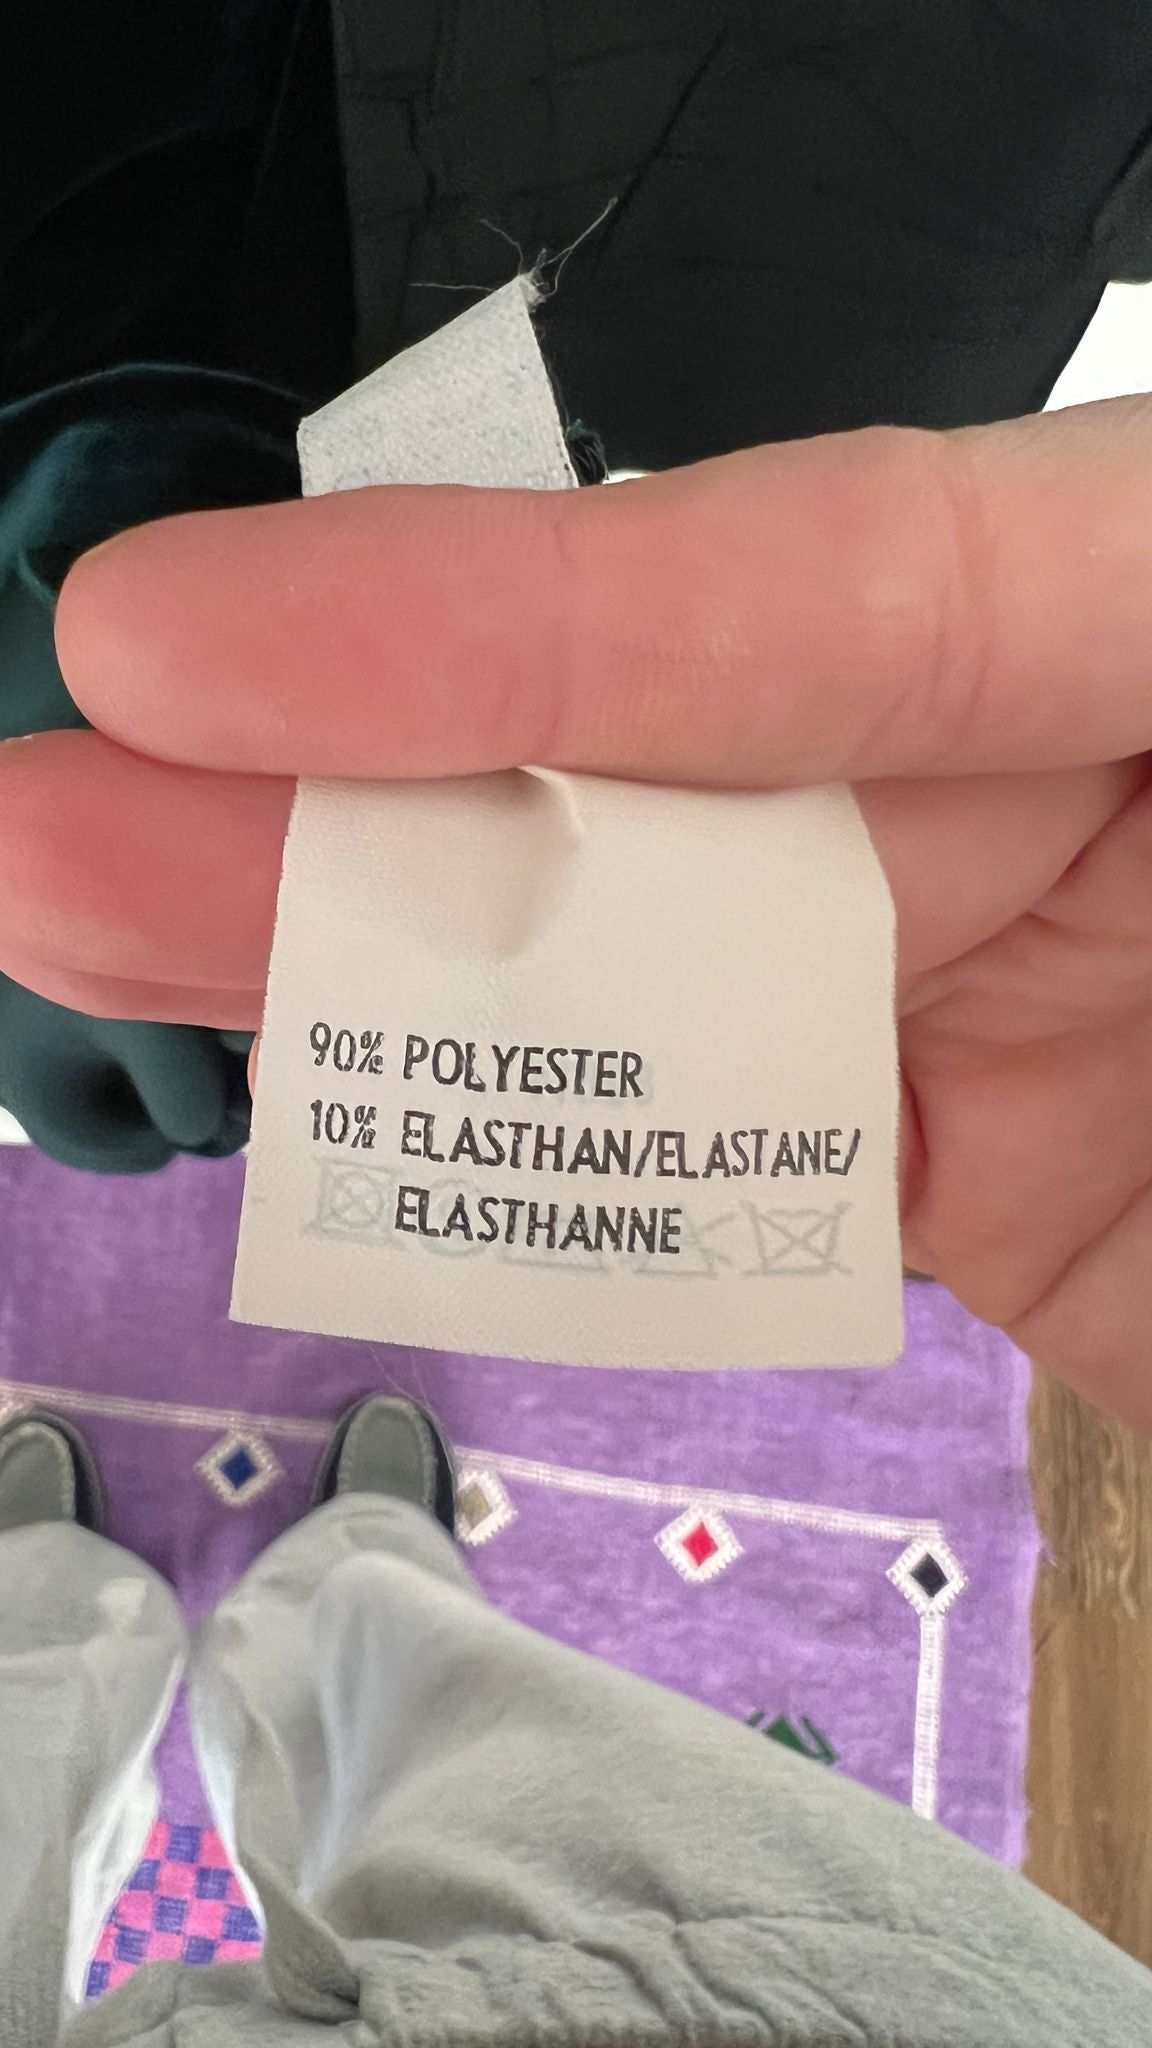 90% POLYESTER
10% ELASTHAN/ELASTANE/
ELASTHANNE